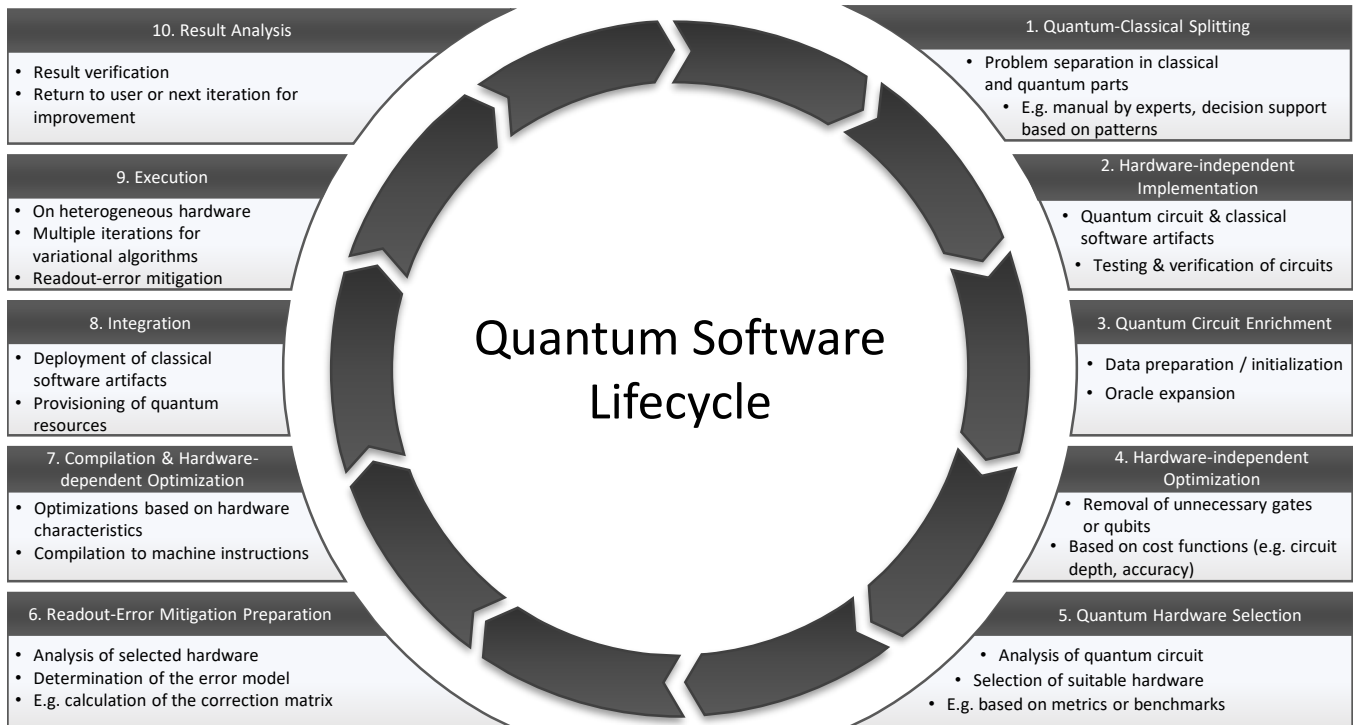 1. Quantum-Classical Splitting
• Problem separation in classical
and quantum parts
• E.g. manual by experts, decision support
based on patterns
2. Hardware-independent
Implementation
• Quantum circuit & classical
software artifacts
• Testing & verification of circuits
3. Quantum Circuit Enrichment
• Data preparation / initialization
• Oracle expansion
4. Hardware-independent
Optimization
• Removal of unnecessary gates
or qubits
• Based on cost functions (e.g. circuit
depth, accuracy)
5. Quantum Hardware Selection
• Analysis of quantum circuit
• Selection of suitable hardware
• E.g. based on metrics or benchmarks
6. Readout-Error Mitigation Preparation
• Analysis of selected hardware
• Determination of the error model
• E.g. calculation of the correction matrix
7. Compilation & Hardware-
dependent Optimization
• Optimizations based on hardware
characteristics
• Compilation to machine instructions
8. Integration
• Deployment of classical
software artifacts
• Provisioning of quantum
resources
9. Execution
• On heterogeneous hardware
• Multiple iterations for
variational algorithms
• Readout-error mitigation
10. Result Analysis
• Result verification
• Return to user or next iteration for
improvement
Quantum Software
Lifecycle